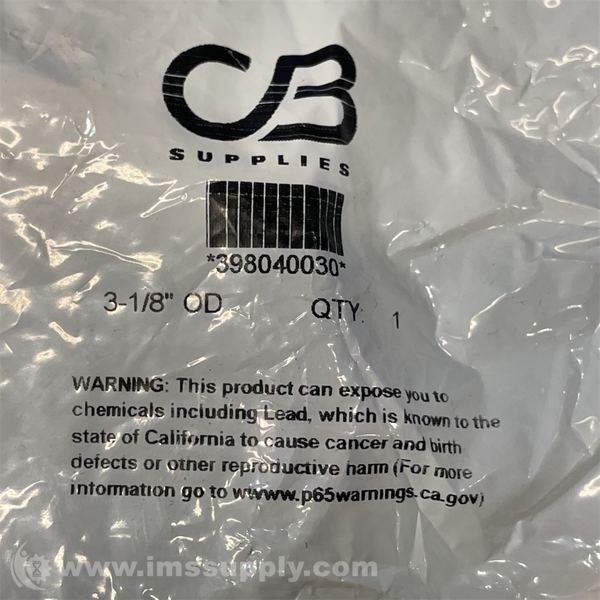 CB
SUPPLIES
*398040030*
3-1/8" OD QTY: 1
WARNING: This product can expose you to
chemicals including Lead, which is known to the
state of California to cause cancer and birth
defects or other reproductive harm (For more
information go to wwww.p65warnings.ca.gov)
www.imssupply.com